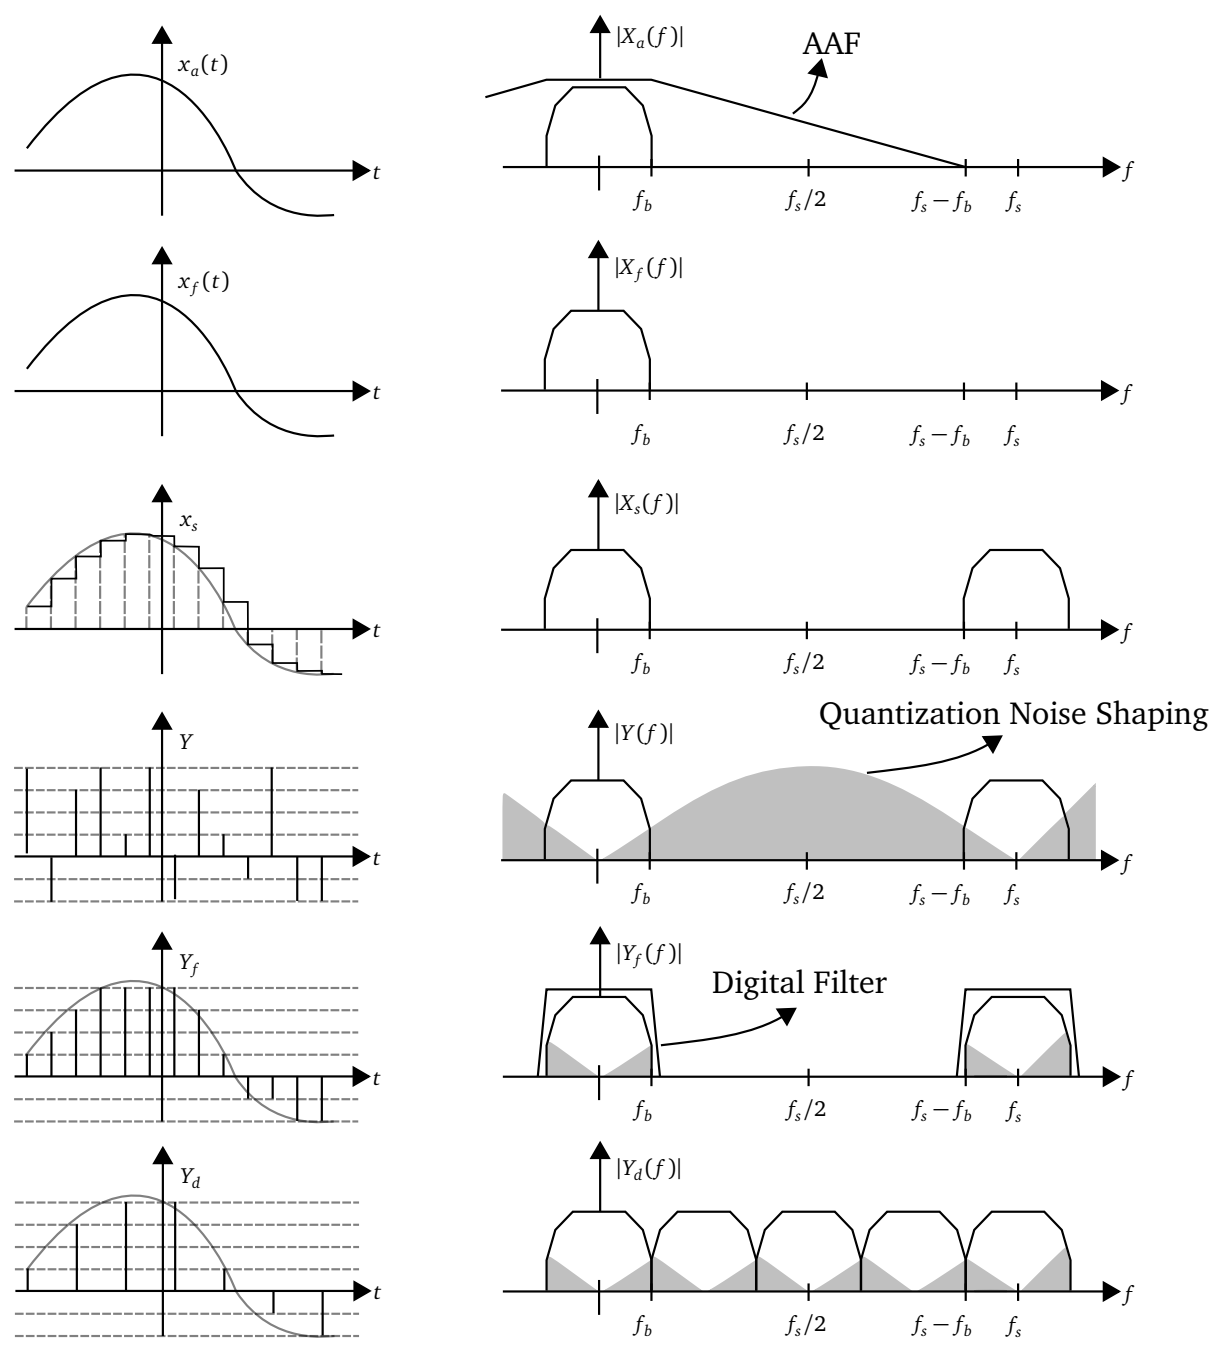 x_a(t)
t
|X_a(f)|
AAF
f_b
f_s/2
f_s − f_b
f_s
f
x_f(t)
t
|X_f(f)|
f_b
f_s/2
f_s − f_b
f_s
f
x_s
t
|X_s(f)|
f_b
f_s/2
f_s − f_b
f_s
f
Y
t
|Y(f)|
Quantization Noise Shaping
f_b
f_s/2
f_s − f_b
f_s
f
Y_f
t
|Y_f(f)|
Digital Filter
f_b
f_s/2
f_s − f_b
f_s
f
Y_d
t
|Y_d(f)|
f_b
f_s/2
f_s − f_b
f_s
f